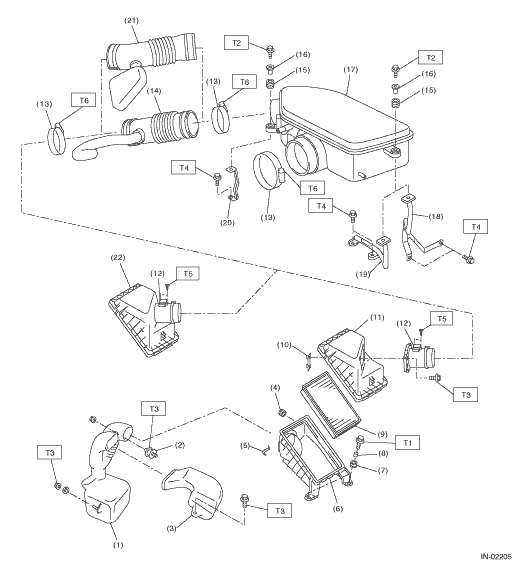 (21)
T2
(16)
(17)
T2
(16)
(15)
(15)
(13)
T6
(14)
(13)
T6
T4
T6
(20)
(13)
T4
(18)
T4
(19)
(22)
(12)
T5
(11)
(12)
T5
(10)
T3
(4)
(9)
T3
(2)
(5)
T1
(8)
(7)
T3
(6)
(3)
T3
(1)
IN-02205